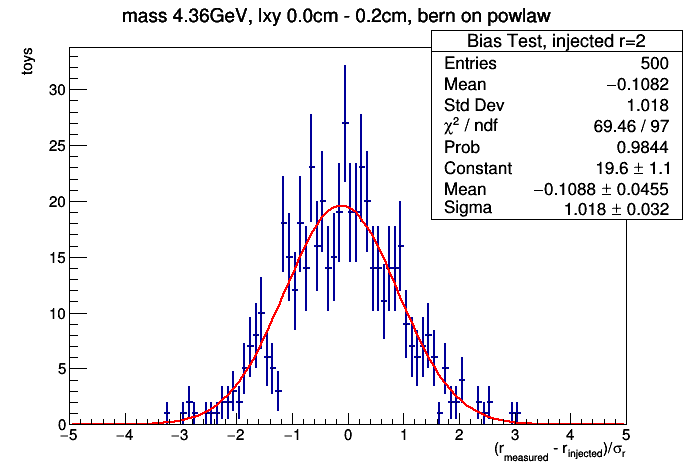 mass 4.36GeV, lxy 0.0cm - 0.2cm, bern on powlaw
Bias Test, injected r=2
Entries 500
Mean −0.1082
Std Dev 1.018
χ² / ndf 69.46 / 97
Prob 0.9844
Constant 19.6 ± 1.1
Mean −0.1088 ± 0.0455
Sigma 1.018 ± 0.032
toys
30
25
20
15
10
5
0
−5 −4 −3 −2 −1 0 1 2 3 4 5
(r_measured - r_injected)/σ_r